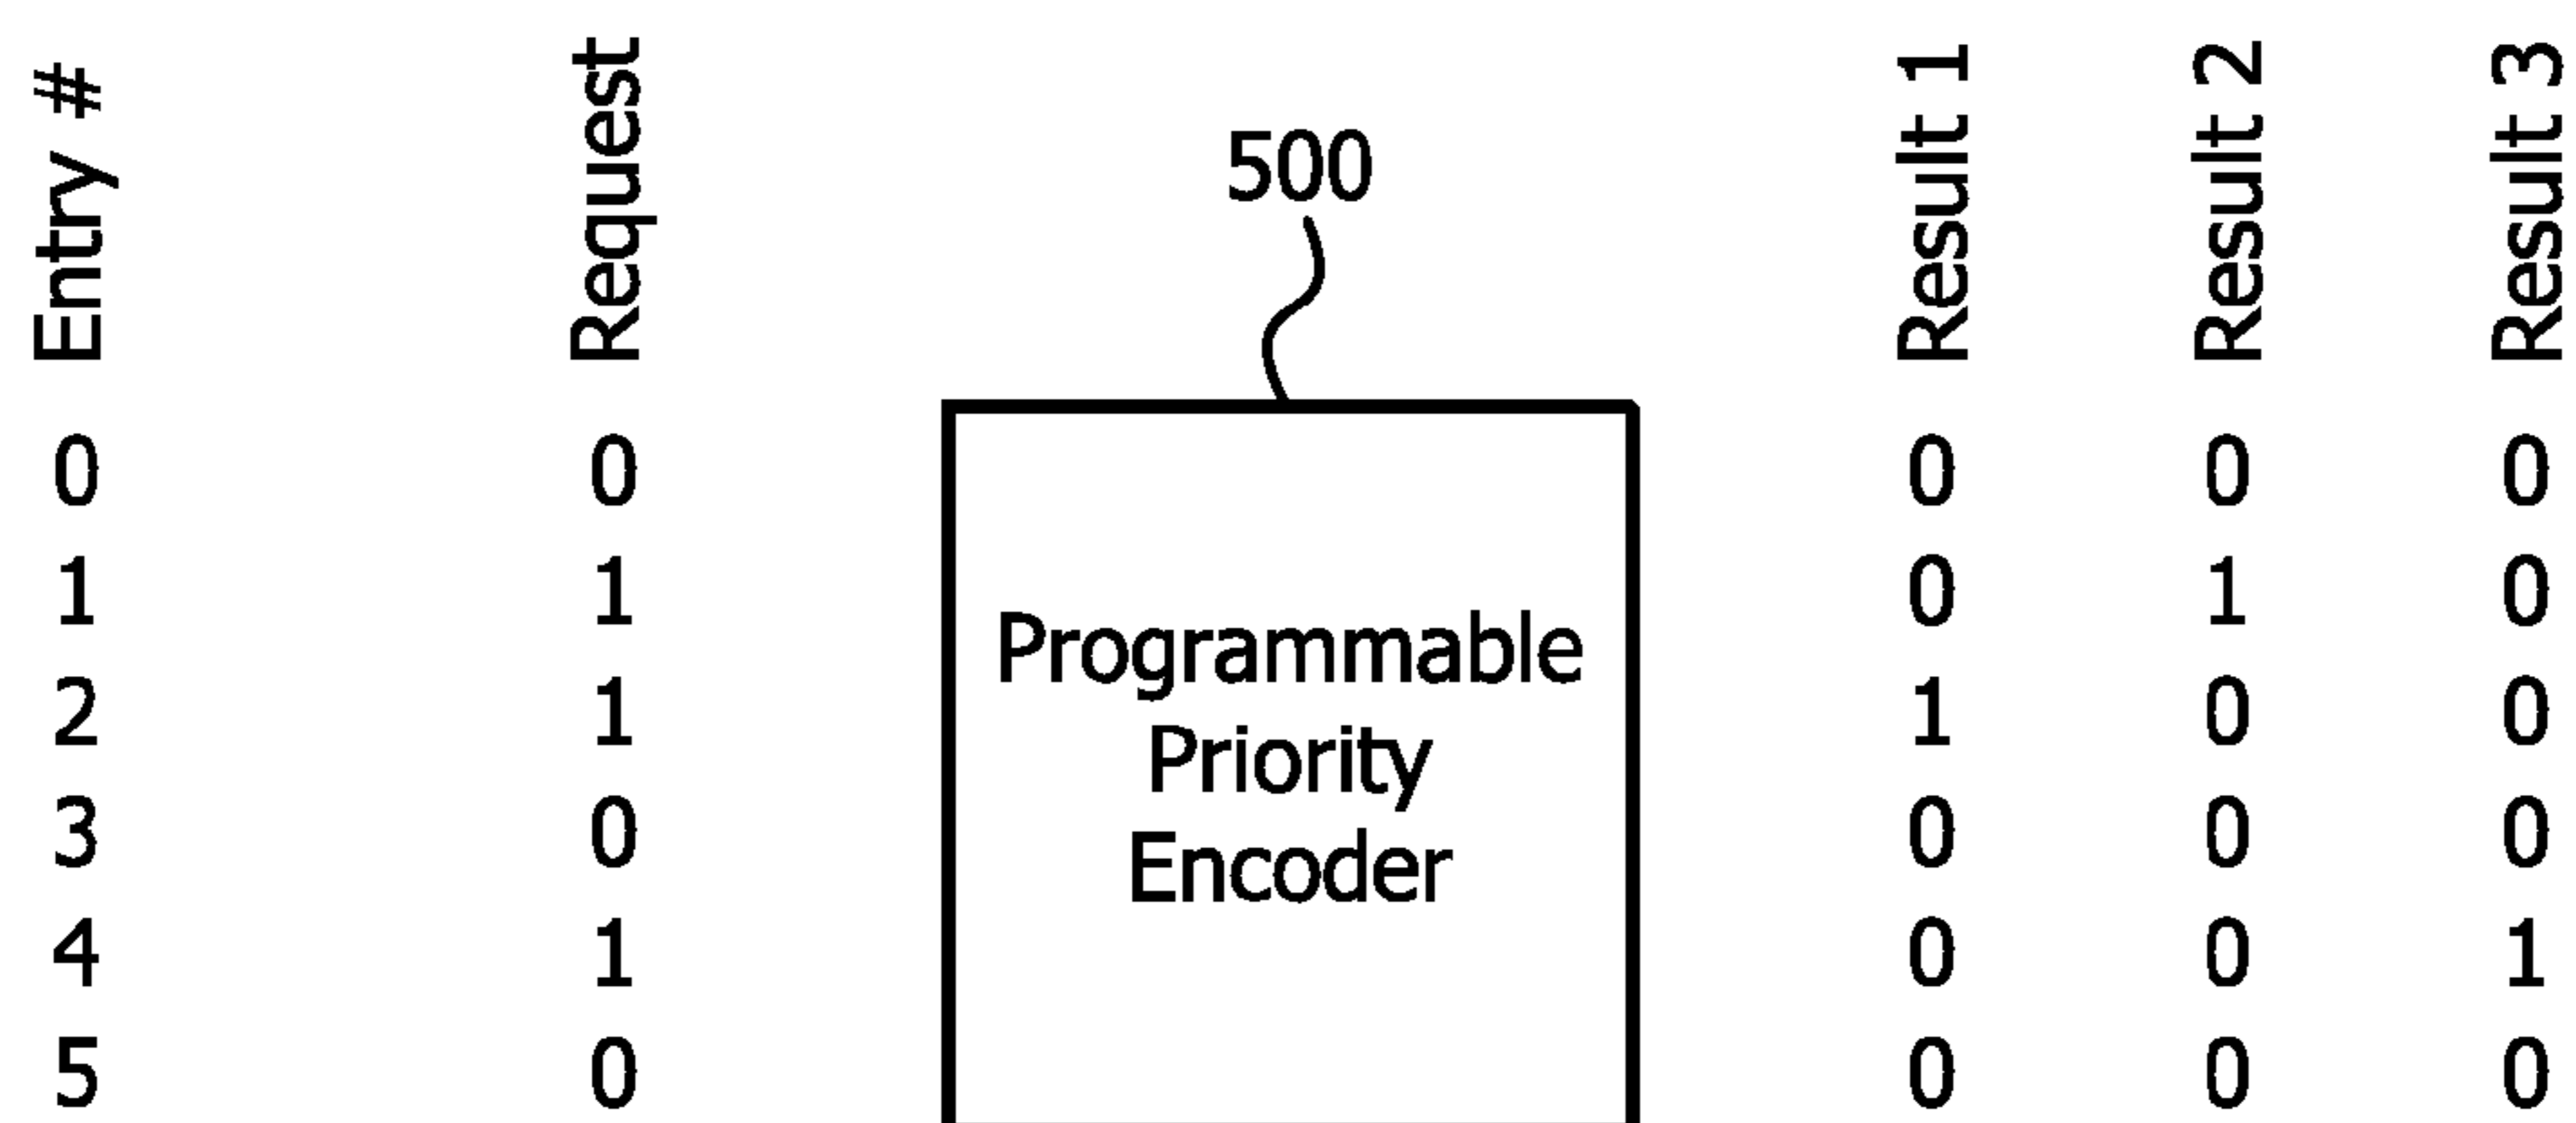 Entry # Request Result 1 Result 2 Result 3
500
0 0 0 0 0
1 1 0 1 0
2 1 1 0 0
3 0 0 0 0
4 1 0 0 1
5 0 0 0 0
Programmable
Priority
Encoder